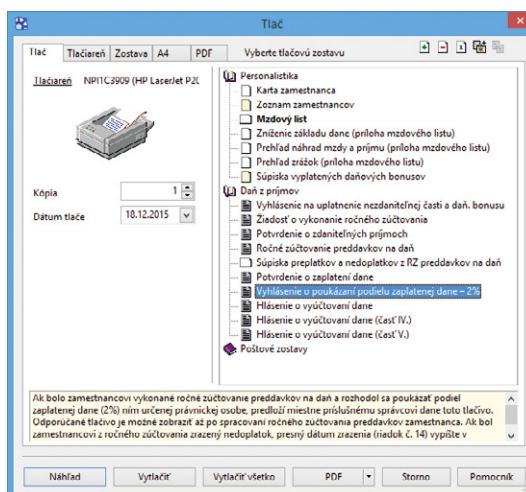 Tlač
Tlač Tlačiareň Zostava A4 PDF Vyberte tlačovú zostavu
Tlačiareň NPI1C3909 (HP LaserJet P2(
Kópia 1
Dátum tlače 18.12.2015
Personalistika
Karta zamestnanca
Zoznam zamestnancov
Mzdový list
Zníženie základu dane (príloha mzdového listu)
Prehľad náhrad mzdy a príjmu (príloha mzdového listu)
Prehľad zrážok (príloha mzdového listu)
Súpiska vyplatených daňových bonusov
Daň z príjmov
Vyhlásenie na uplatnenie nezdaniteľnej časti a daň. bonusu
Žiadosť o vykonanie ročného zúčtovania
Potvrdenie o zdaniteľných príjmoch
Ročné zúčtovanie preddavkov na daň
Súpiska preplatkov a nedoplatkov z RZ preddavkov na daň
Potvrdenie o zaplatení dane
Vyhlásenie o poukázaní podielu zaplatenej dane – 2%
Hlásenie o vyúčtovaní dane
Hlásenie o vyúčtovaní dane (časť IV.)
Hlásenie o vyúčtovaní dane (časť V.)
Poštové zostavy
Ak bolo zamestnancovi vykonané ročné zúčtovanie preddavkov na daň a rozhodol sa poukázať podiel
zaplatenej dane (2%) ním určenej právnickej osobe, predloží miestne príslušnému správcovi dane toto tlačivo.
Odporúčané tlačivo je možné zobraziť až po spracovaní ročného zúčtovania preddavkov zamestnanca. Ak bol
zamestnancovi z ročného zúčtovania zrazený nedoplatok, presný dátum zrazenia (riadok č. 14) vypíšte v
Náhľad Vytlačiť Vytlačiť všetko PDF Storno Pomocník